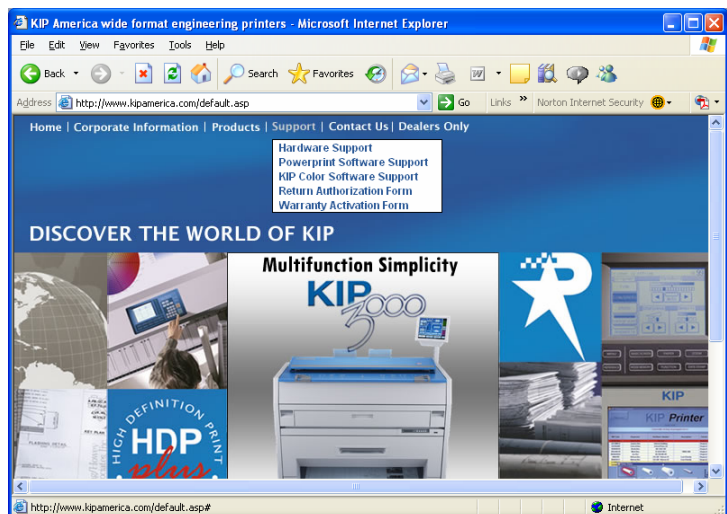 KIP America wide format engineering printers - Microsoft Internet Explorer
File Edit View Favorites Tools Help
Back Search Favorites
Address http://www.kipamerica.com/default.asp Go Links » Norton Internet Security
Home | Corporate Information | Products | Support | Contact Us | Dealers Only
Hardware Support
Powerprint Software Support
KIP Color Software Support
Return Authorization Form
Warranty Activation Form
DISCOVER THE WORLD OF KIP
Multifunction Simplicity
KIP
3000
HIGH DEFINITION PRINT
HDP
plus
KIP
KIP Printer
http://www.kipamerica.com/default.asp# Internet